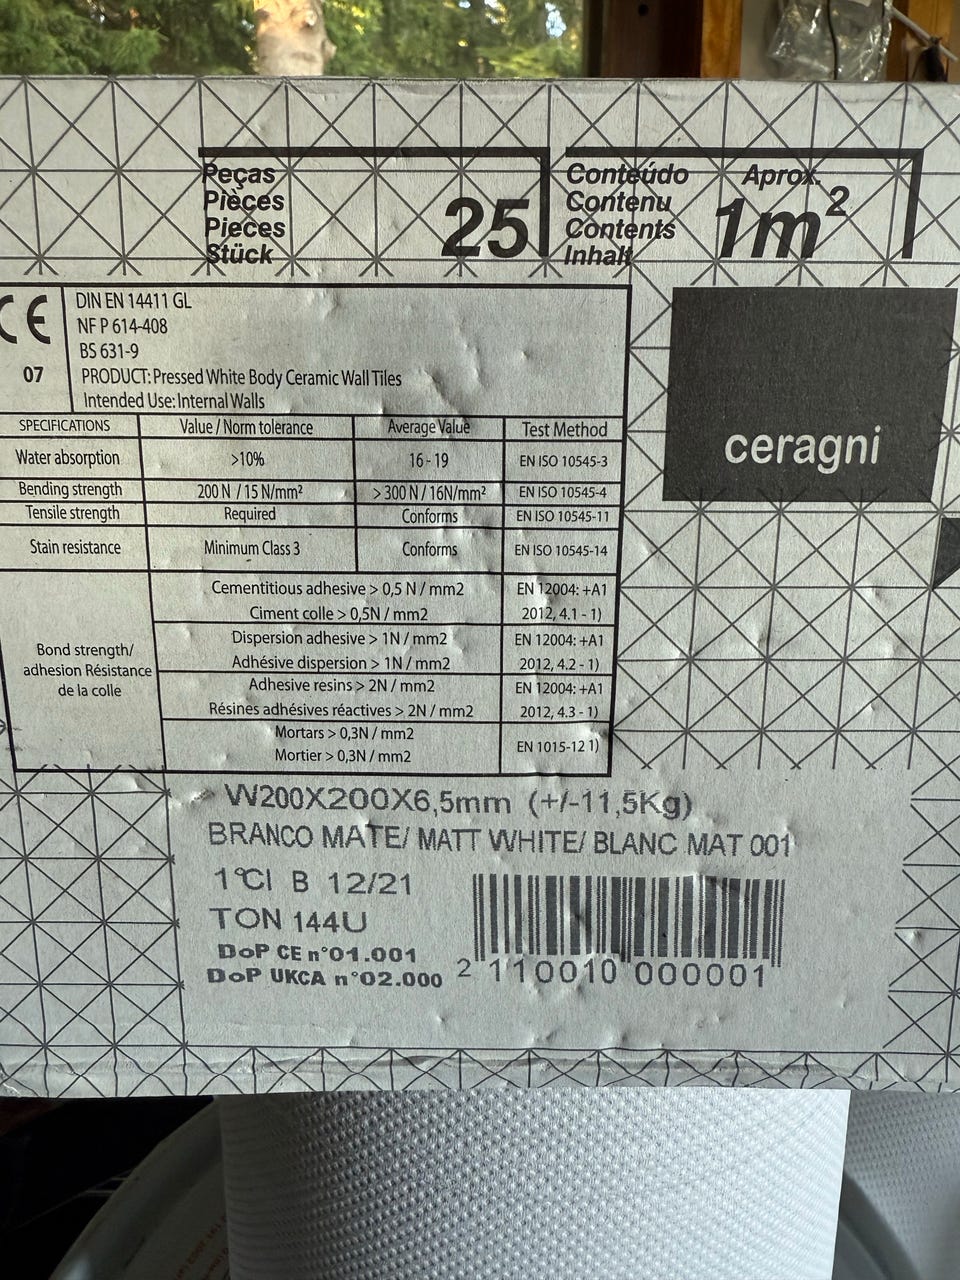 Peças
Pièces
Pieces
Stück
25
Conteúdo
Contenu
Contents
Inhalt
Aprox.
1m²
CE
07
DIN EN 14411 GL
NF P 614-408
BS 631-9
PRODUCT: Pressed White Body Ceramic Wall Tiles
Intended Use: Internal Walls
ceragni
SPECIFICATIONS Value / Norm tolerance Average Value Test Method
Water absorption >10% 16 - 19 EN ISO 10545-3
Bending strength 200 N / 15 N/mm² > 300 N / 16N/mm² EN ISO 10545-4
Tensile strength Required Conforms EN ISO 10545-11
Stain resistance Minimum Class 3 Conforms EN ISO 10545-14
Bond strength/
adhesion Résistance
de la colle
Cementitious adhesive > 0,5 N / mm2 EN 12004: +A1
Ciment colle > 0,5N / mm2 2012, 4.1 - 1)
Dispersion adhesive > 1N / mm2 EN 12004: +A1
Adhésive dispersion > 1N / mm2 2012, 4.2 - 1)
Adhesive resins > 2N / mm2 EN 12004: +A1
Résines adhésives réactives > 2N / mm2 2012, 4.3 - 1)
Mortars > 0,3N / mm2
Mortier > 0,3N / mm2
EN 1015-12 1)
W200X200X6,5mm (+/-11,5Kg)
BRANCO MATE/ MATT WHITE/ BLANC MAT 001
1ªCl B 12/21
TON 144U
DoP CE n°01.001
DoP UKCA n°02.000
2 110010 000001